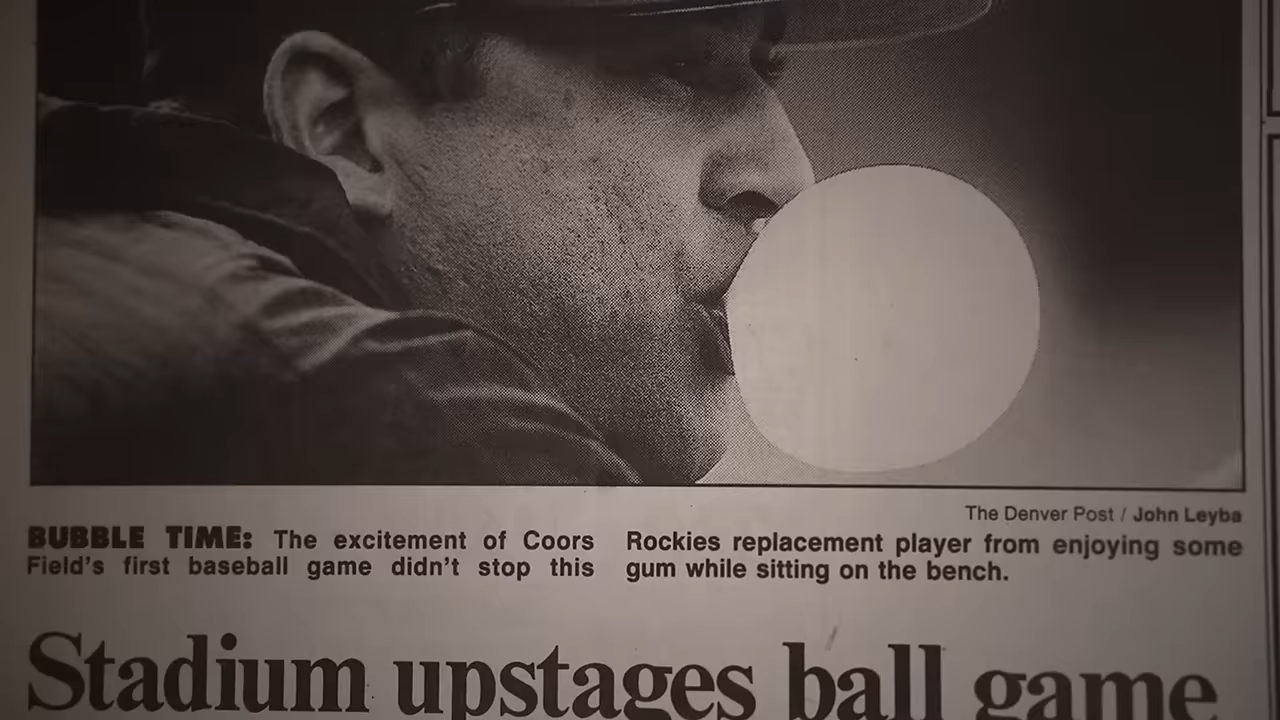 The Denver Post / John Leyba
BUBBLE TIME: The excitement of Coors
Field's first baseball game didn't stop this
Rockies replacement player from enjoying some
gum while sitting on the bench.
Stadium upstages ball game